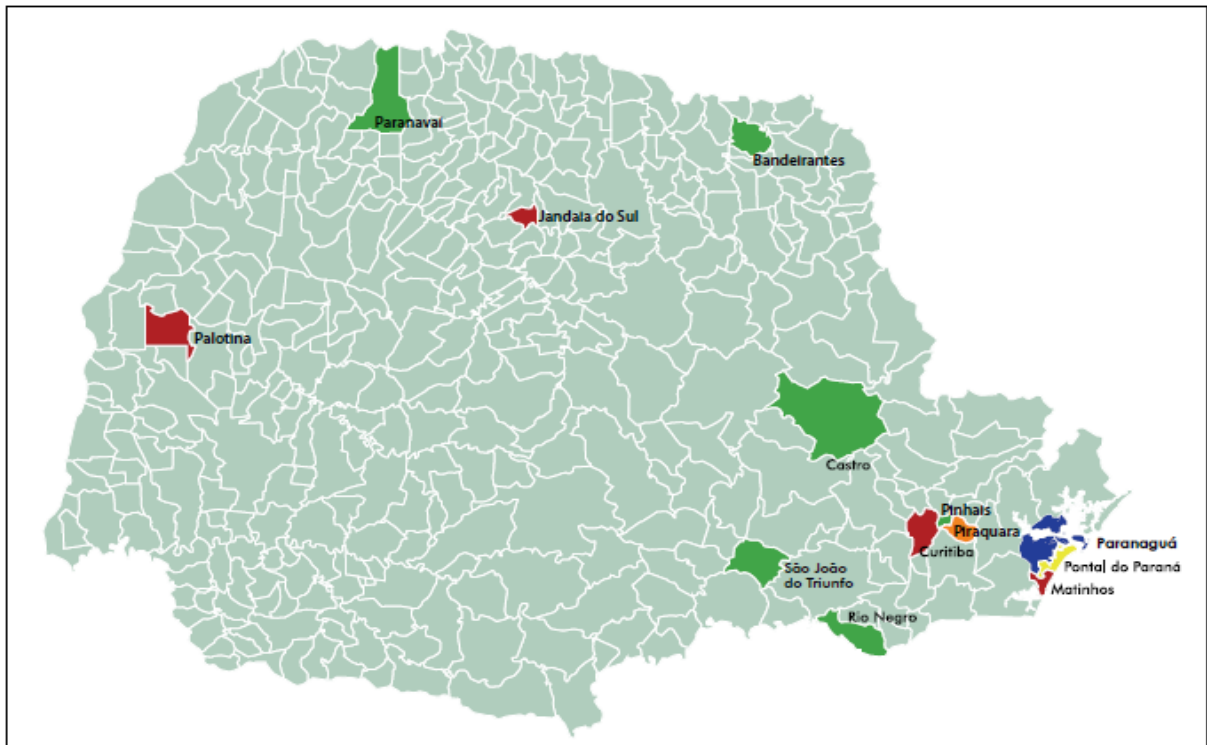 Paranavaí
Bandeirantes
Jandaia do Sul
Palotina
Castro
Pinhais
Piraquara
Curitiba
Paranaguá
Pontal do Paraná
Matinhos
São João
do Triunfo
Rio Negro